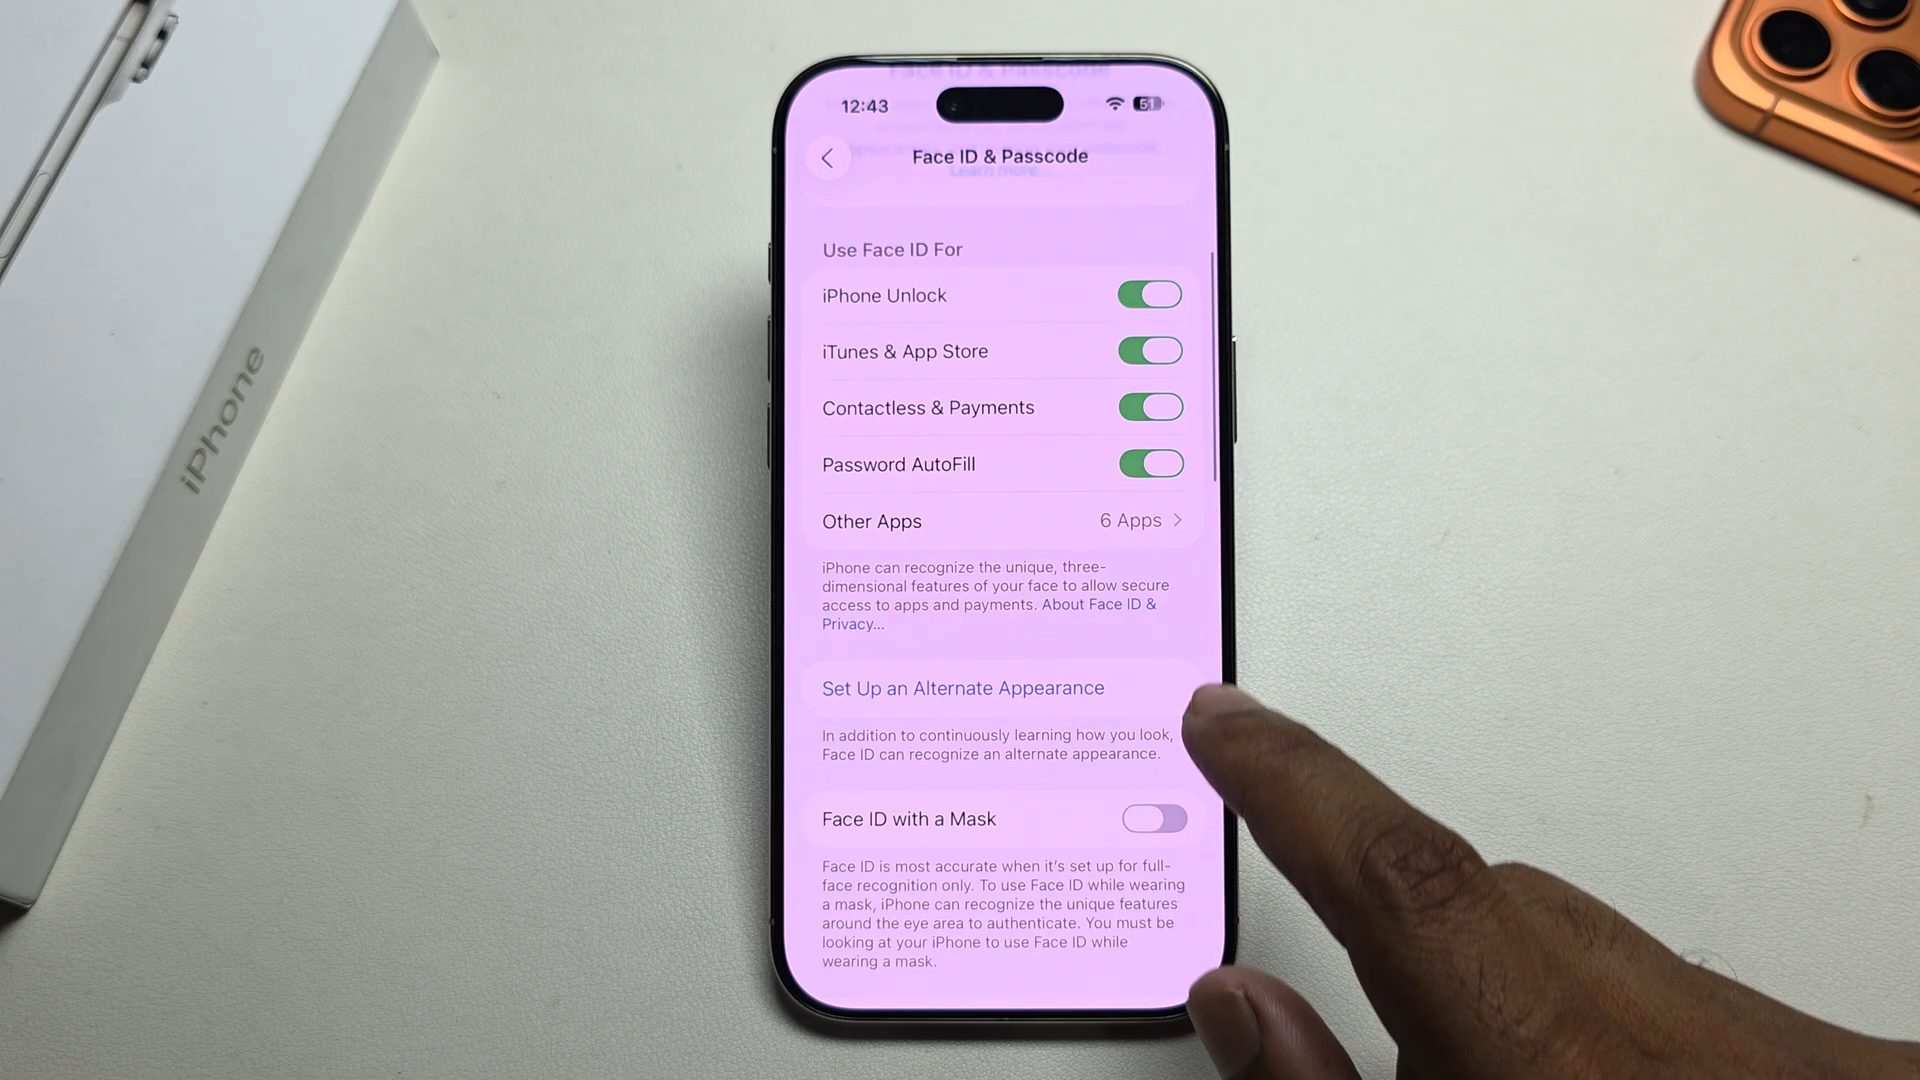 iPhone
Face ID & Passcode
12:43
51
Face ID & Passcode
Learn more...
Use Face ID For
iPhone Unlock
iTunes & App Store
Contactless & Payments
Password AutoFill
Other Apps
6 Apps
iPhone can recognize the unique, three-
dimensional features of your face to allow secure
access to apps and payments. About Face ID &
Privacy...
Set Up an Alternate Appearance
In addition to continuously learning how you look,
Face ID can recognize an alternate appearance.
Face ID with a Mask
Face ID is most accurate when it's set up for full-
face recognition only. To use Face ID while wearing
a mask, iPhone can recognize the unique features
around the eye area to authenticate. You must be
looking at your iPhone to use Face ID while
wearing a mask.